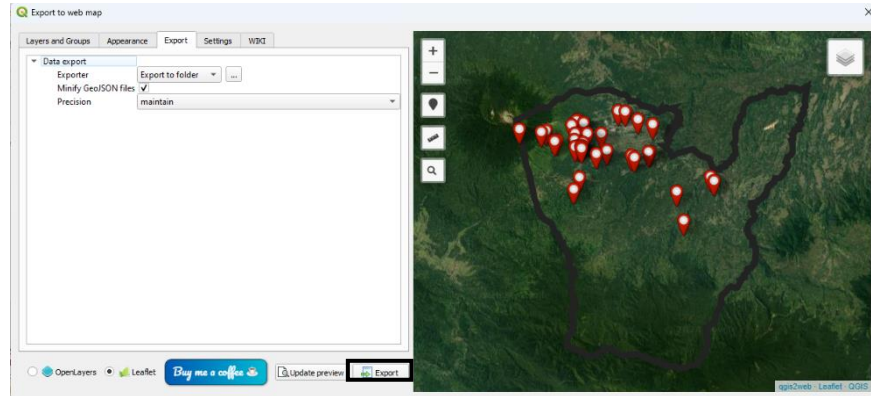 Export to web map
Layers and Groups Appearance Export Settings WIKI
Data export
Exporter Export to folder ...
Minify GeoJSON files
Precision maintain
OpenLayers Leaflet Buy me a coffee Update preview Export
+
−
qgis2web · Leaflet · QGIS